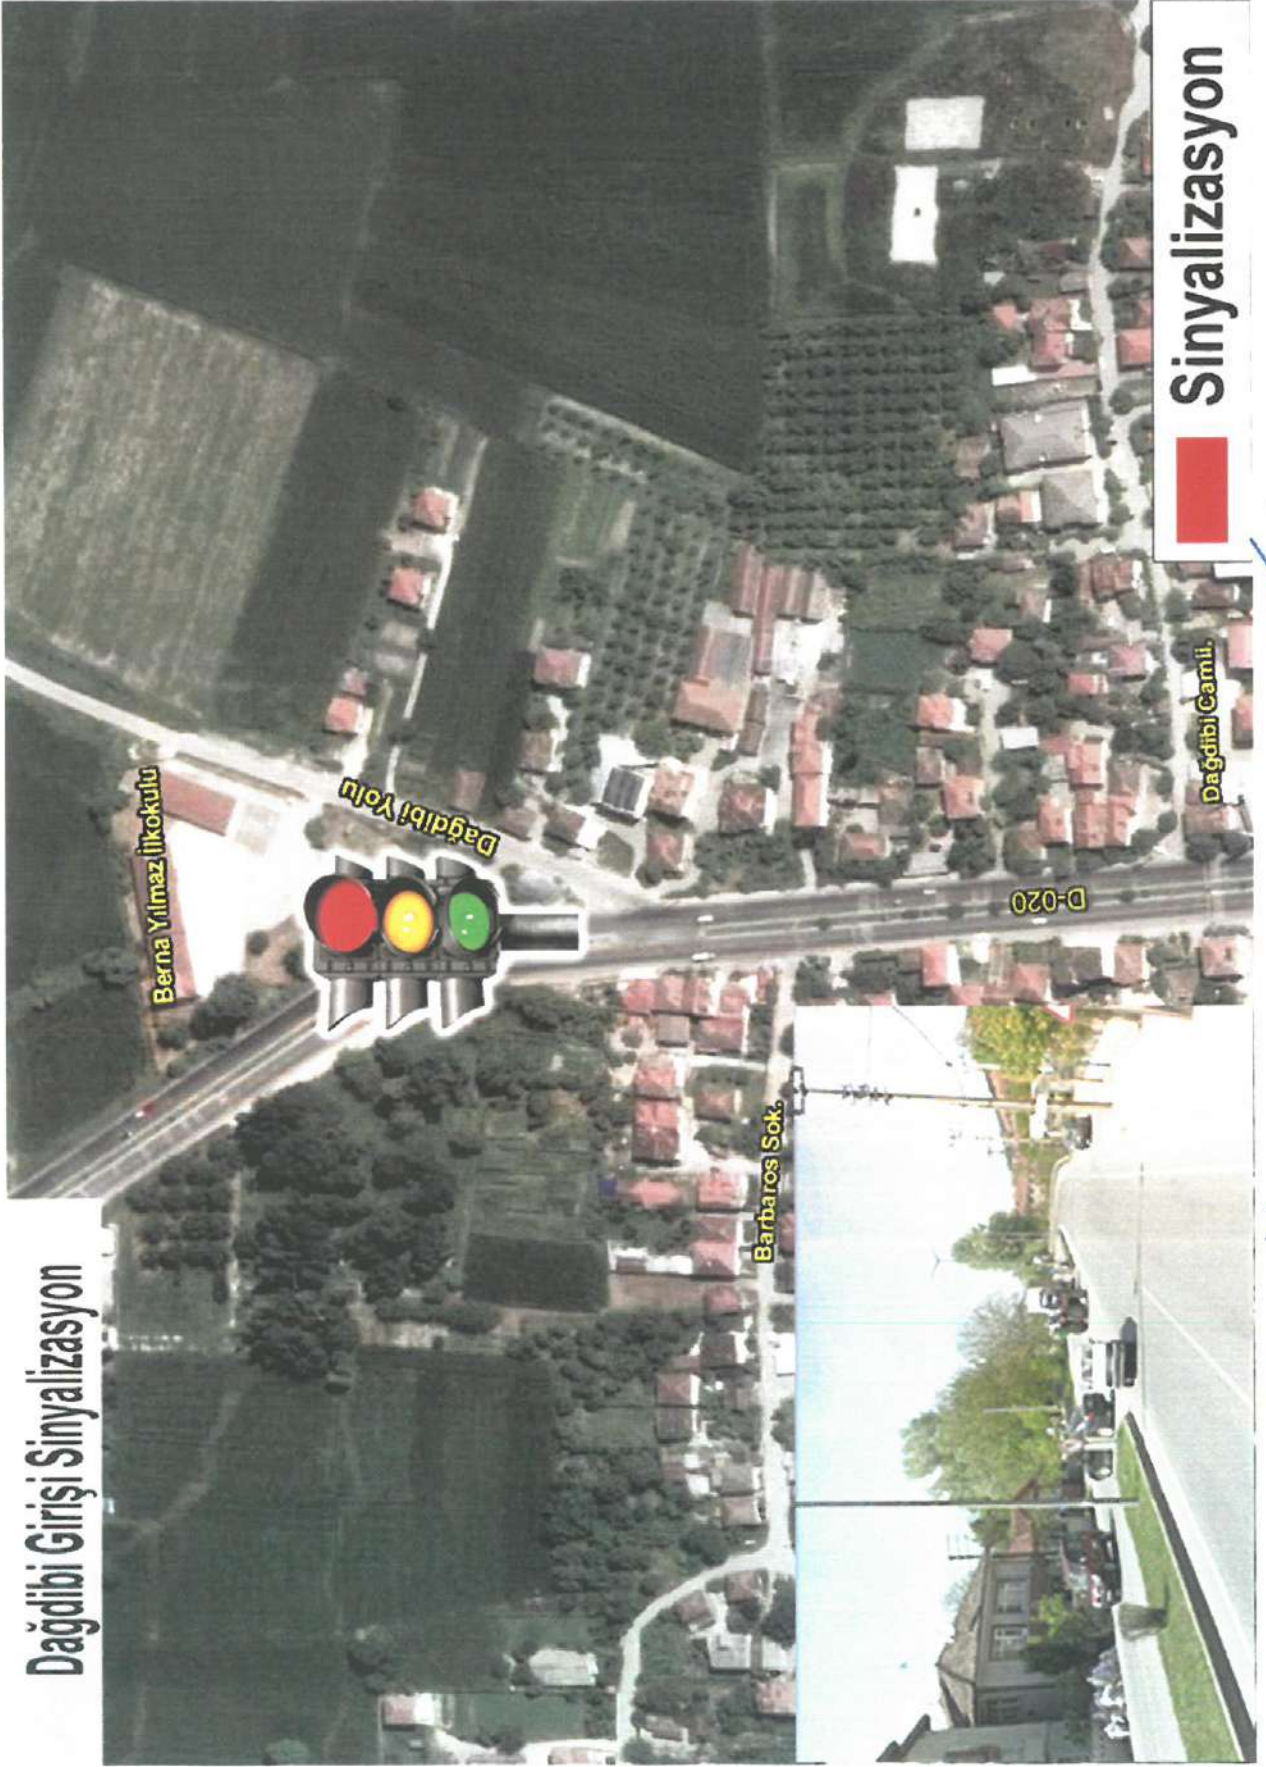 Dağdibi Girişi Sinyalizasyon
Berna Yılmaz İlkokulu
Dağdibi Yolu
Barbaros Sok.
D-020
Dağdibi Camii.
Sinyalizasyon